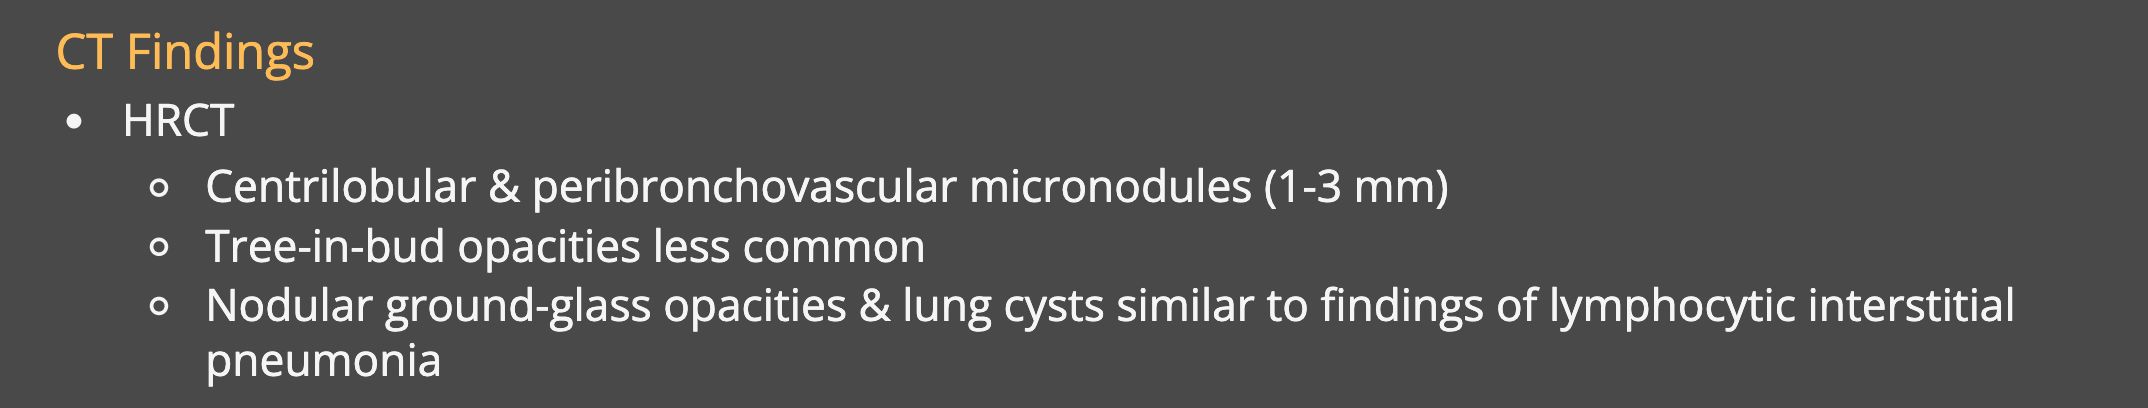 CT Findings
• HRCT
○ Centrilobular & peribronchovascular micronodules (1-3 mm)
○ Tree-in-bud opacities less common
○ Nodular ground-glass opacities & lung cysts similar to findings of lymphocytic interstitial
pneumonia